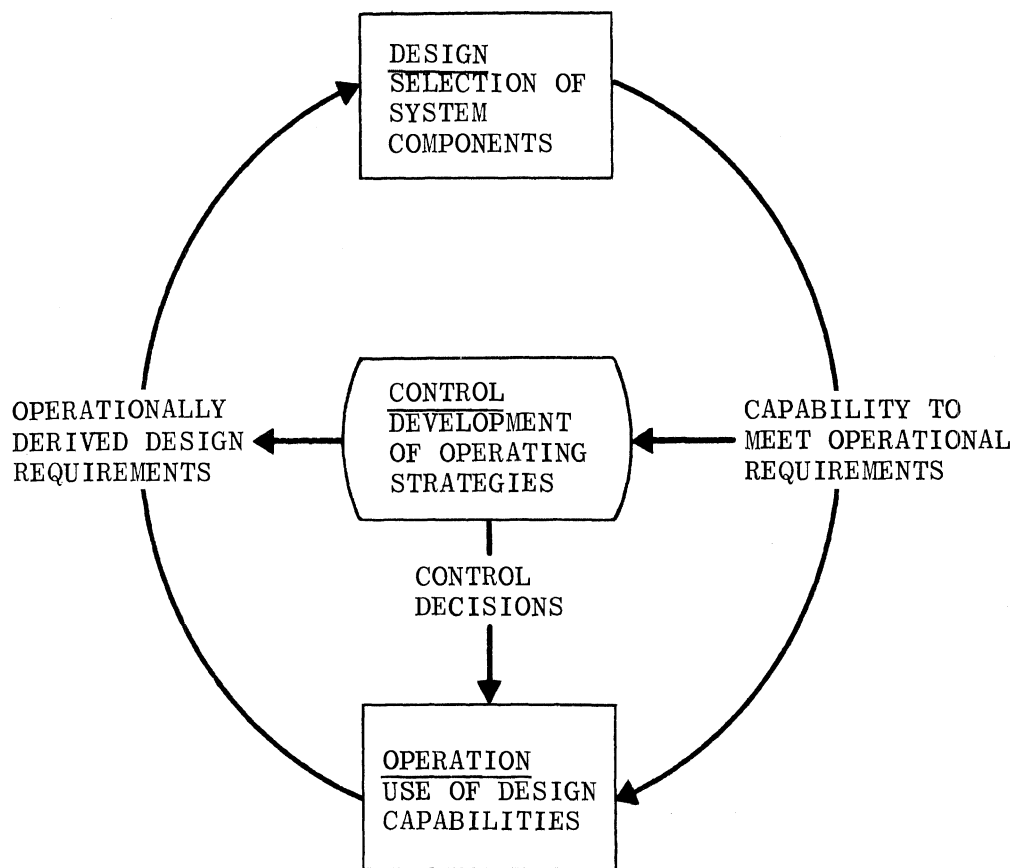 DESIGN
SELECTION OF
SYSTEM
COMPONENTS
OPERATIONALLY
DERIVED DESIGN
REQUIREMENTS
CONTROL
DEVELOPMENT
OF OPERATING
STRATEGIES
CAPABILITY TO
MEET OPERATIONAL
REQUIREMENTS
CONTROL
DECISIONS
OPERATION
USE OF DESIGN
CAPABILITIES